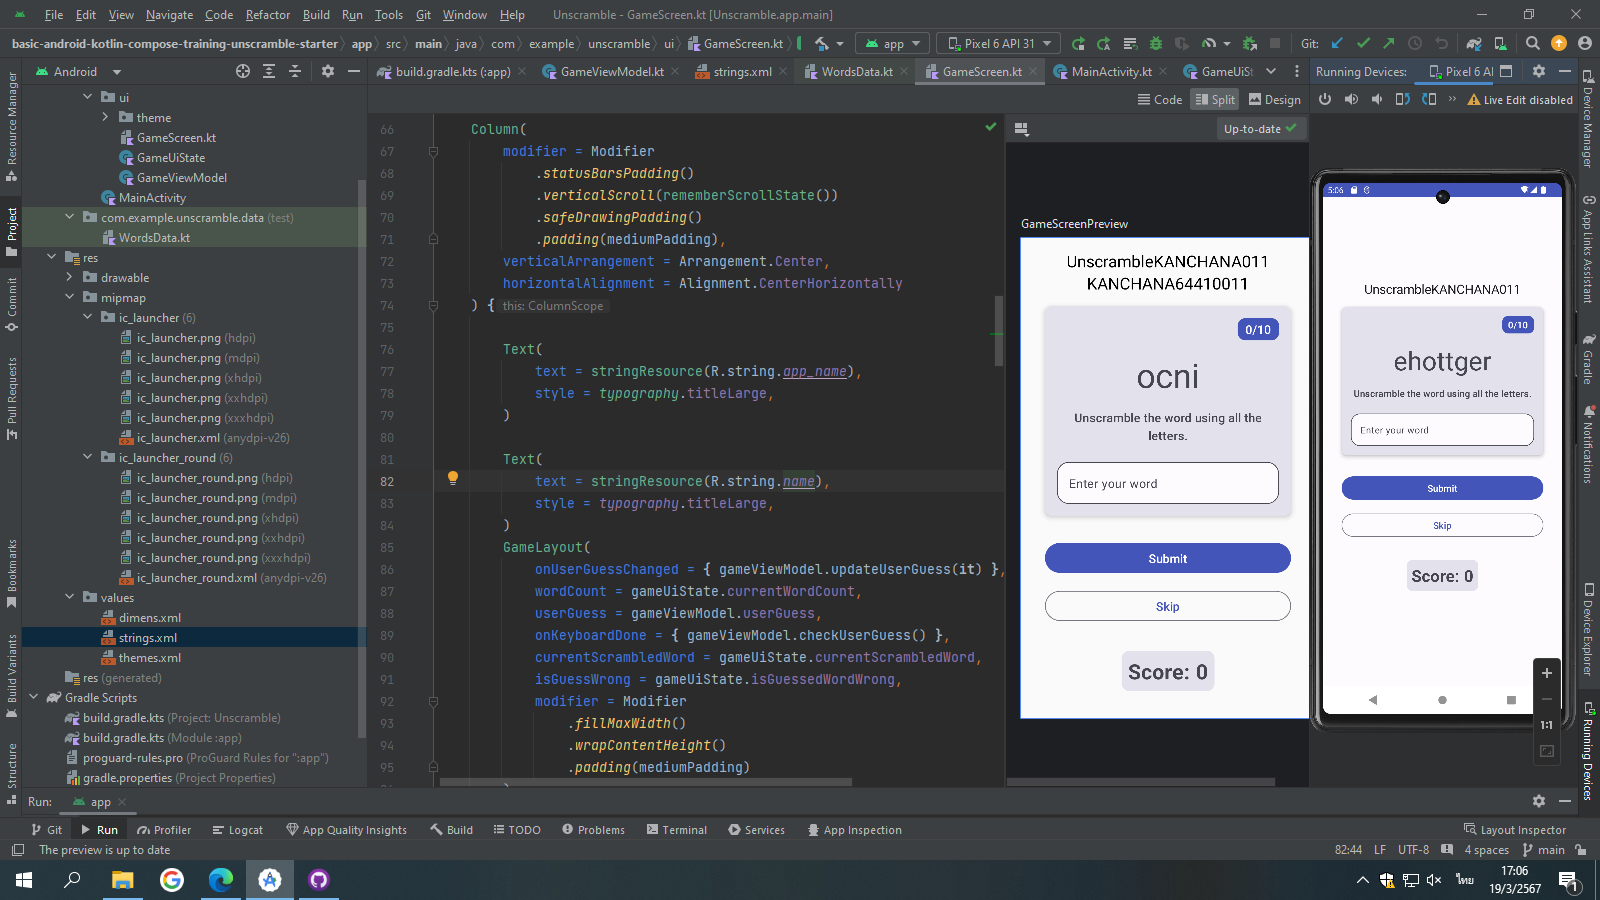 File Edit View Navigate Code Refactor Build Run Tools Git Window Help Unscramble - GameScreen.kt [Unscramble.app.main]
basic-android-kotlin-compose-training-unscramble-starter app src main java com example unscramble ui GameScreen.kt app Pixel 6 API 31 Git:
Android
build.gradle.kts (:app) GameViewModel.kt strings.xml WordsData.kt GameScreen.kt MainActivity.kt GameUiSt Running Devices: Pixel 6 AI
Code Split Design Live Edit disabled
Resource Manager
Project
Commit
Pull Requests
Bookmarks
Build Variants
Structure
ui
theme
GameScreen.kt
GameUiState
GameViewModel
MainActivity
com.example.unscramble.data (test)
WordsData.kt
res
drawable
mipmap
ic_launcher (6)
ic_launcher.png (hdpi)
ic_launcher.png (mdpi)
ic_launcher.png (xhdpi)
ic_launcher.png (xxhdpi)
ic_launcher.png (xxxhdpi)
ic_launcher.xml (anydpi-v26)
ic_launcher_round (6)
ic_launcher_round.png (hdpi)
ic_launcher_round.png (mdpi)
ic_launcher_round.png (xhdpi)
ic_launcher_round.png (xxhdpi)
ic_launcher_round.png (xxxhdpi)
ic_launcher_round.xml (anydpi-v26)
values
dimens.xml
strings.xml
themes.xml
res (generated)
Gradle Scripts
build.gradle.kts (Project: Unscramble)
build.gradle.kts (Module :app)
proguard-rules.pro (ProGuard Rules for ":app")
gradle.properties (Project Properties)
66 Column(
67 modifier = Modifier
68 .statusBarsPadding()
69 .verticalScroll(rememberScrollState())
70 .safeDrawingPadding()
71 .padding(mediumPadding),
72 verticalArrangement = Arrangement.Center,
73 horizontalAlignment = Alignment.CenterHorizontally
74 ) { this: ColumnScope
75
76 Text(
77 text = stringResource(R.string.app_name),
78 style = typography.titleLarge,
79 )
80
81 Text(
82 text = stringResource(R.string.name),
83 style = typography.titleLarge,
84 )
85 GameLayout(
86 onUserGuessChanged = { gameViewModel.updateUserGuess(it) },
87 wordCount = gameUiState.currentWordCount,
88 userGuess = gameViewModel.userGuess,
89 onKeyboardDone = { gameViewModel.checkUserGuess() },
90 currentScrambledWord = gameUiState.currentScrambledWord,
91 isGuessWrong = gameUiState.isGuessedWordWrong,
92 modifier = Modifier
93 .fillMaxWidth()
94 .wrapContentHeight()
95 .padding(mediumPadding)
Up-to-date
GameScreenPreview
UnscrambleKANCHANA011
KANCHANA64410011
0/10
ocni
Unscramble the word using all the
letters.
Enter your word
Submit
Skip
Score: 0
5:06
UnscrambleKANCHANA011
0/10
ehottger
Unscramble the word using all the letters.
Enter your word
Submit
Skip
Score: 0
1:1
Device Manager
App Links Assistant
Gradle
Notifications
Device Explorer
Running Devices
Run: app
Git Run Profiler Logcat App Quality Insights Build TODO Problems Terminal Services App Inspection Layout Inspector
The preview is up to date 82:44 LF UTF-8 4 spaces main
ไทย 17:06
19/3/2567
1